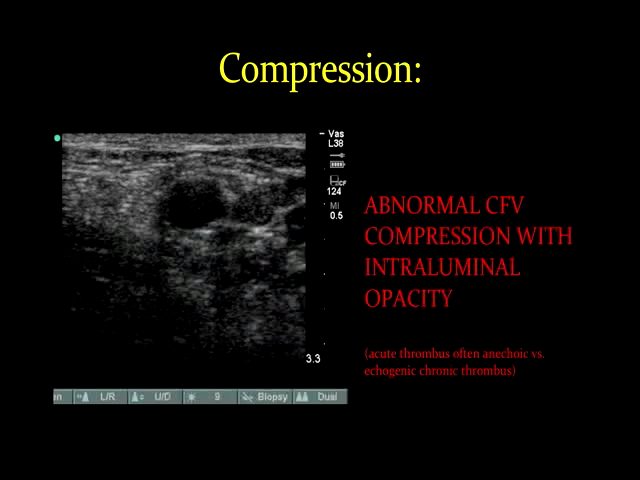 Compression:
Vas
L38
CF
124
MI
0.5
ABNORMAL CFV
COMPRESSION WITH
INTRALUMINAL
OPACITY
(acute thrombus often anechoic vs.
echogenic chronic thrombus)
3.3
L/R U/D 9 Biopsy Dual